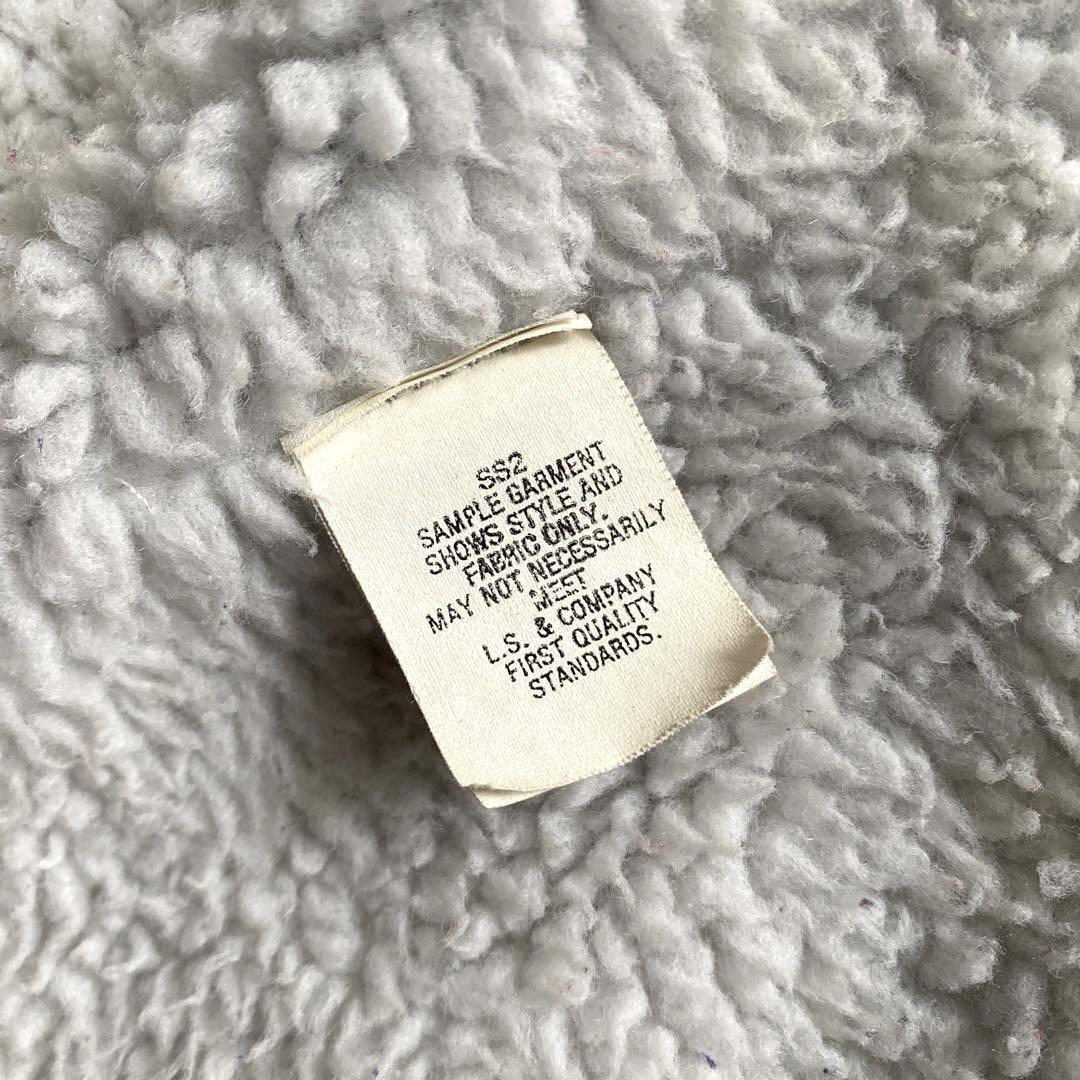 SS2
SAMPLE GARMENT
SHOWS STYLE AND
FABRIC ONLY.
MAY NOT NECESSARILY
MEET
L.S. & COMPANY
FIRST QUALITY
STANDARDS.